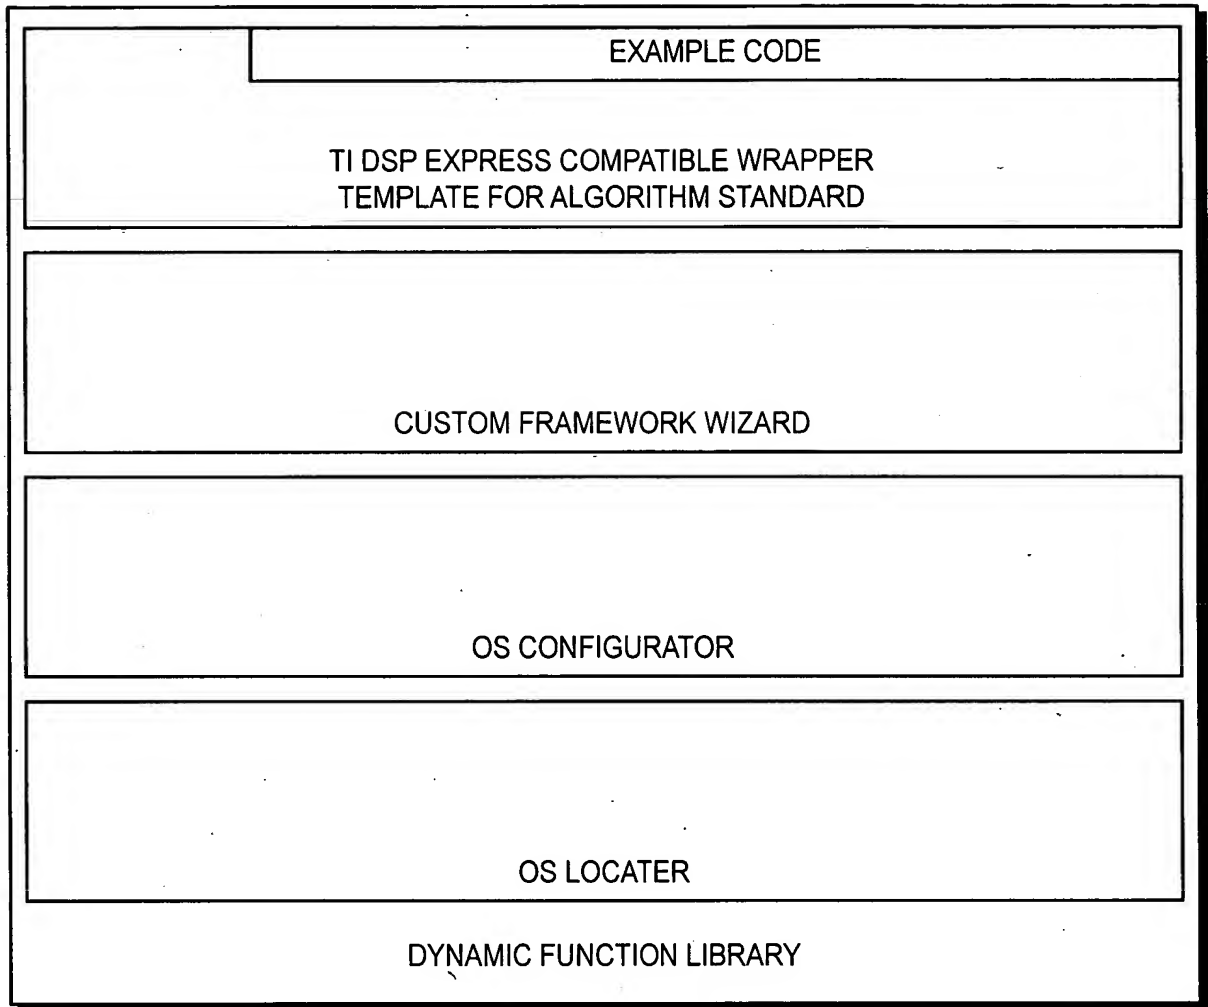 EXAMPLE CODE
TI DSP EXPRESS COMPATIBLE WRAPPER
TEMPLATE FOR ALGORITHM STANDARD
CUSTOM FRAMEWORK WIZARD
OS CONFIGURATOR
OS LOCATER
DYNAMIC FUNCTION LIBRARY